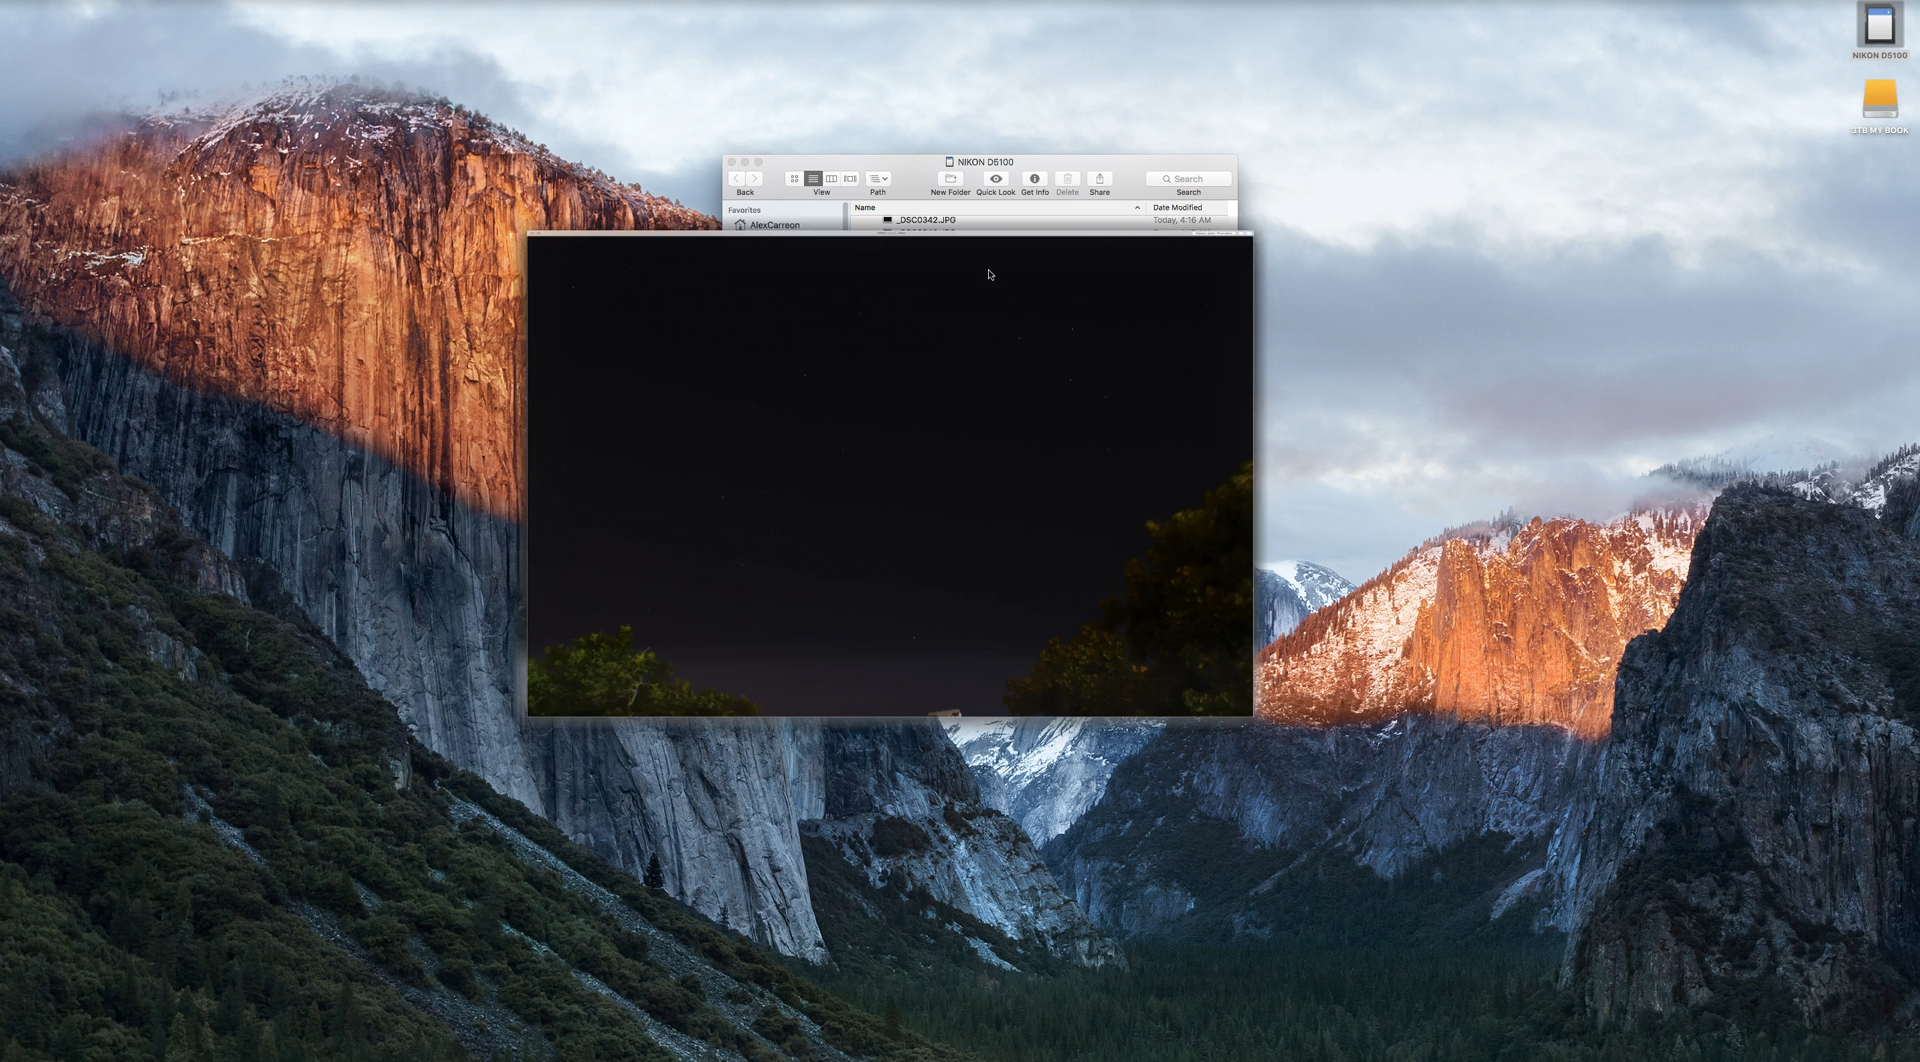 NIKON D5100
3TB MY BOOK
NIKON D5100
Back
View
Path
New Folder
Quick Look
Get Info
Delete
Share
Search
Search
Favorites
Name
Date Modified
AlexCarreon
_DSC0342.JPG
Today, 4:16 AM